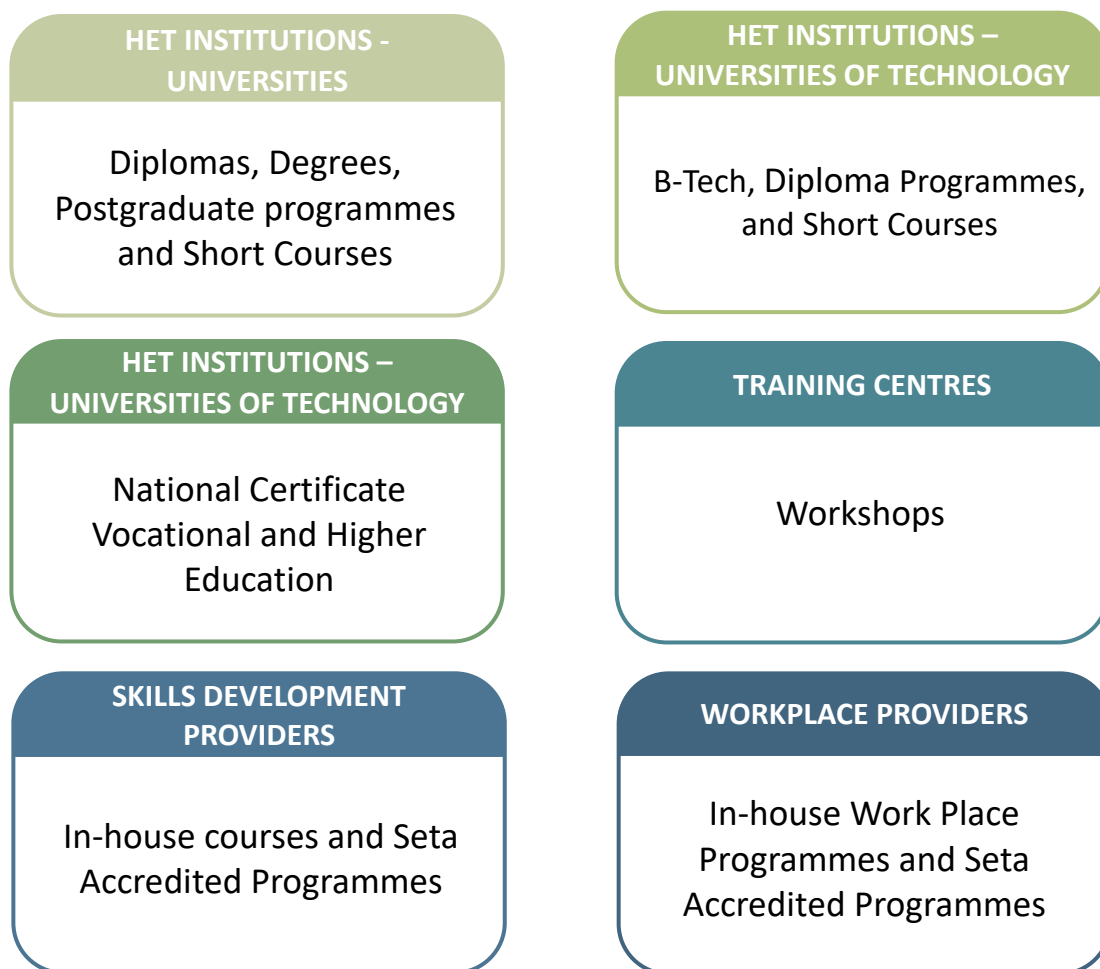 HET INSTITUTIONS -
UNIVERSITIES
Diplomas, Degrees,
Postgraduate programmes
and Short Courses
HET INSTITUTIONS –
UNIVERSITIES OF TECHNOLOGY
B-Tech, Diploma Programmes,
and Short Courses
HET INSTITUTIONS –
UNIVERSITIES OF TECHNOLOGY
National Certificate
Vocational and Higher
Education
TRAINING CENTRES
Workshops
SKILLS DEVELOPMENT
PROVIDERS
In-house courses and Seta
Accredited Programmes
WORKPLACE PROVIDERS
In-house Work Place
Programmes and Seta
Accredited Programmes